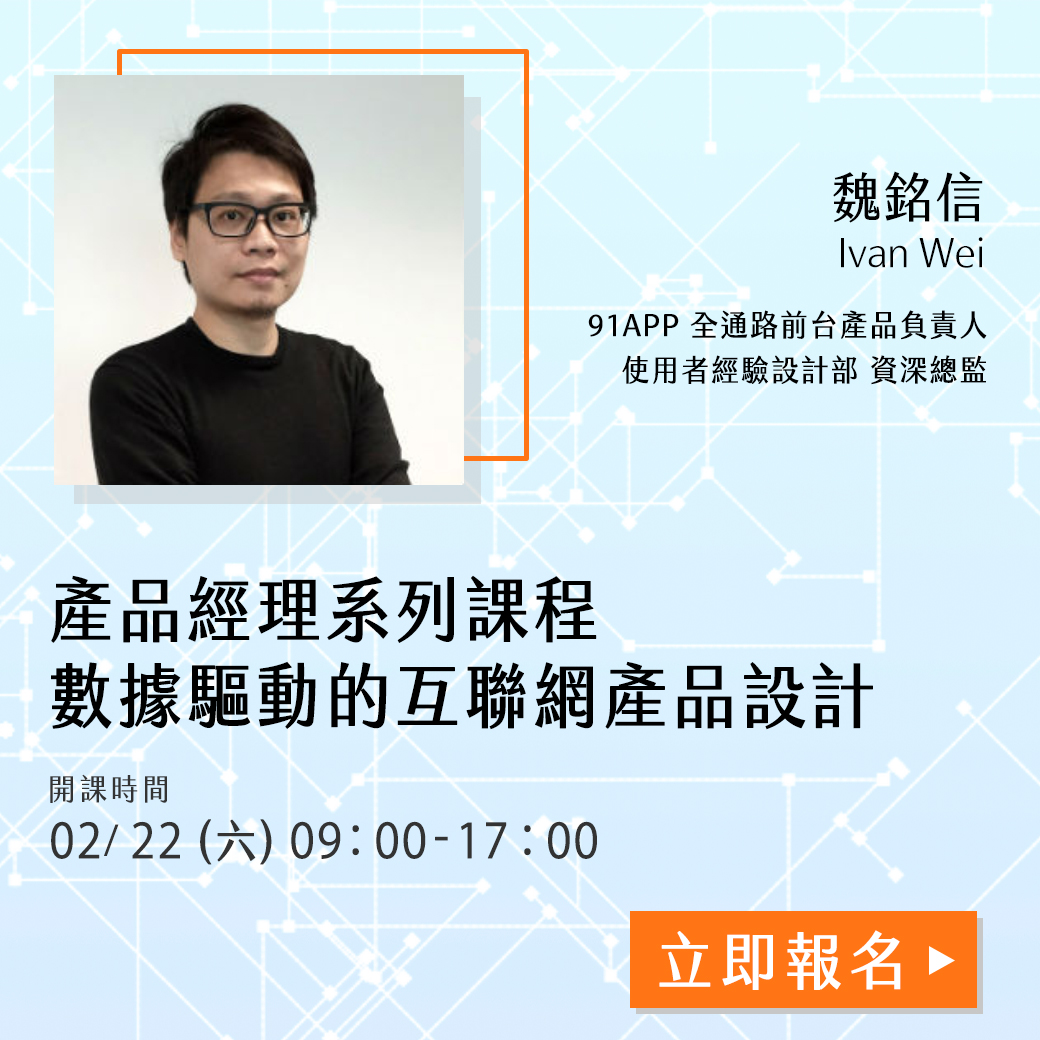 魏銘信
Ivan Wei
91APP 全通路前台產品負責人
使用者經驗設計部 資深總監
產品經理系列課程
數據驅動的互聯網產品設計
開課時間
02/ 22 (六) 09：00-17：00
立即報名